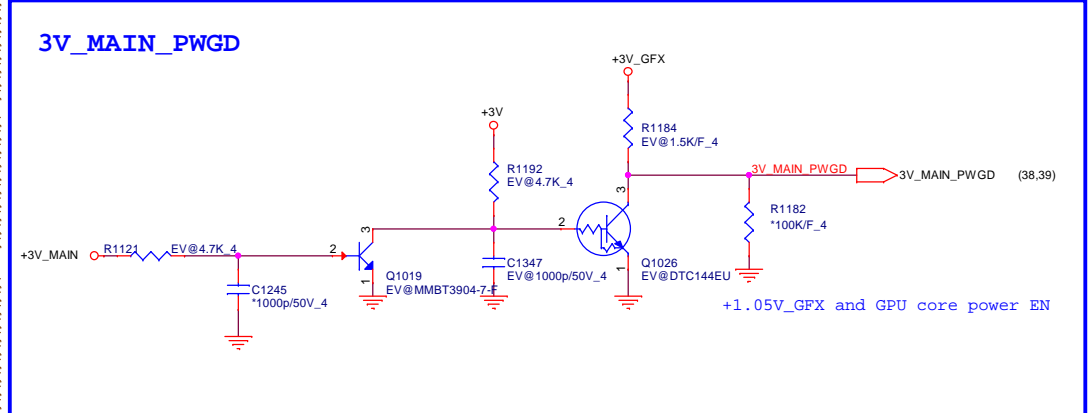 3V_MAIN_PWGD
+3V_GFX
R1184
EV@1.5K/F_4
+3V
R1192
EV@4.7K_4
3V_MAIN_PWGD
3V_MAIN_PWGD (38,39)
3
2
1
R1182
*100K/F_4
+3V_MAIN
R1121
EV@4.7K_4
2
3
1
Q1019
EV@MMBT3904-7-F
C1347
EV@1000p/50V_4
Q1026
EV@DTC144EU
C1245
*1000p/50V_4
+1.05V_GFX and GPU core power EN